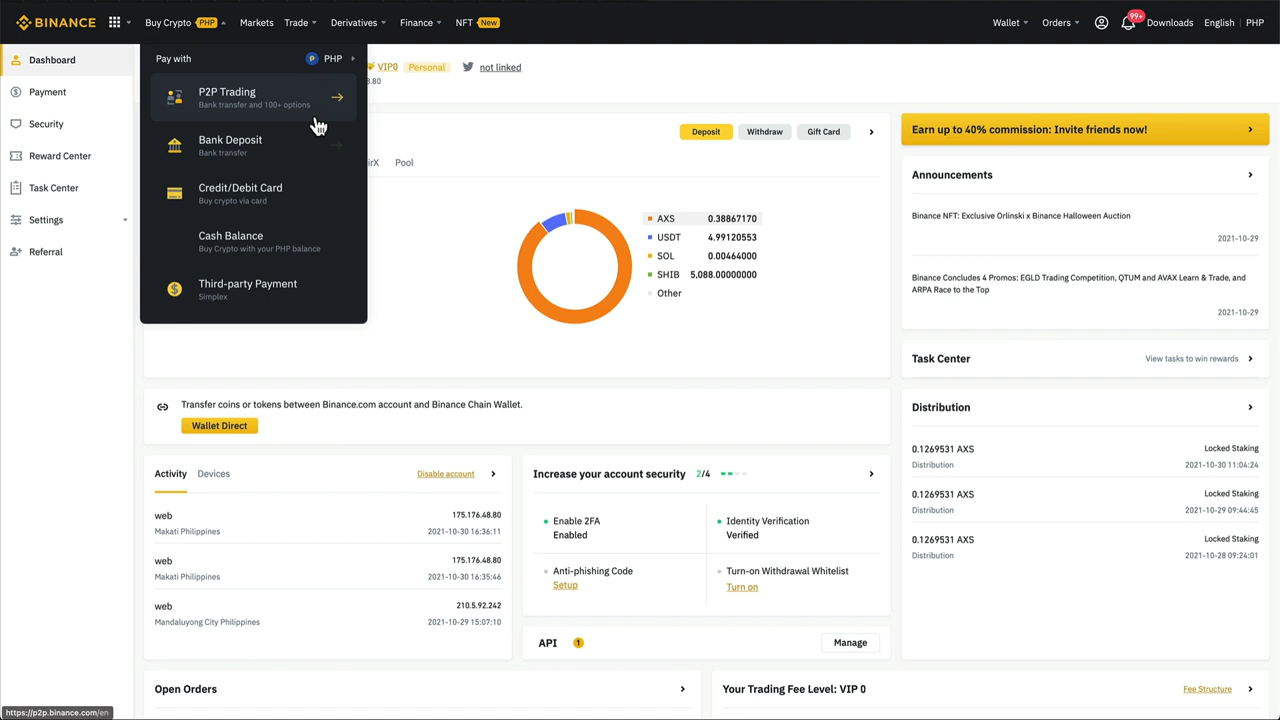 BINANCE
Buy Crypto PHP
Markets
Trade
Derivatives
Finance
NFT New
Wallet
Orders
99+
Downloads
English
PHP
Dashboard
Payment
Security
Reward Center
Task Center
Settings
Referral
Pay with
P PHP
P2P Trading
Bank transfer and 100+ options
Bank Deposit
Bank transfer
Credit/Debit Card
Buy crypto via card
Cash Balance
Buy Crypto with your PHP balance
Third-party Payment
Simplex
VIP0 Personal
not linked
3.80
Deposit
Withdraw
Gift Card
irX
Pool
AXS 0.38867170
USDT 4.99120553
SOL 0.00464000
SHIB 5,088.00000000
Other
Earn up to 40% commission: Invite friends now!
Announcements
Binance NFT: Exclusive Orlinski x Binance Halloween Auction
2021-10-29
Binance Concludes 4 Promos: EGLD Trading Competition, QTUM and AVAX Learn & Trade, and
ARPA Race to the Top
2021-10-29
Task Center
View tasks to win rewards
Transfer coins or tokens between Binance.com account and Binance Chain Wallet.
Wallet Direct
Distribution
0.1269531 AXS Locked Staking
Distribution 2021-10-30 11:04:24
0.1269531 AXS Locked Staking
Distribution 2021-10-29 09:44:45
0.1269531 AXS Locked Staking
Distribution 2021-10-28 09:24:01
Activity
Devices
Disable account
web 175.176.48.80
Makati Philippines 2021-10-30 16:36:11
web 175.176.48.80
Makati Philippines 2021-10-30 16:35:46
web 210.5.92.242
Mandaluyong City Philippines 2021-10-29 15:07:10
Increase your account security 2/4
Enable 2FA
Enabled
Identity Verification
Verified
Anti-phishing Code
Setup
Turn-on Withdrawal Whitelist
Turn on
API 1
Manage
Open Orders
Your Trading Fee Level: VIP 0
Fee Structure
https://p2p.binance.com/en